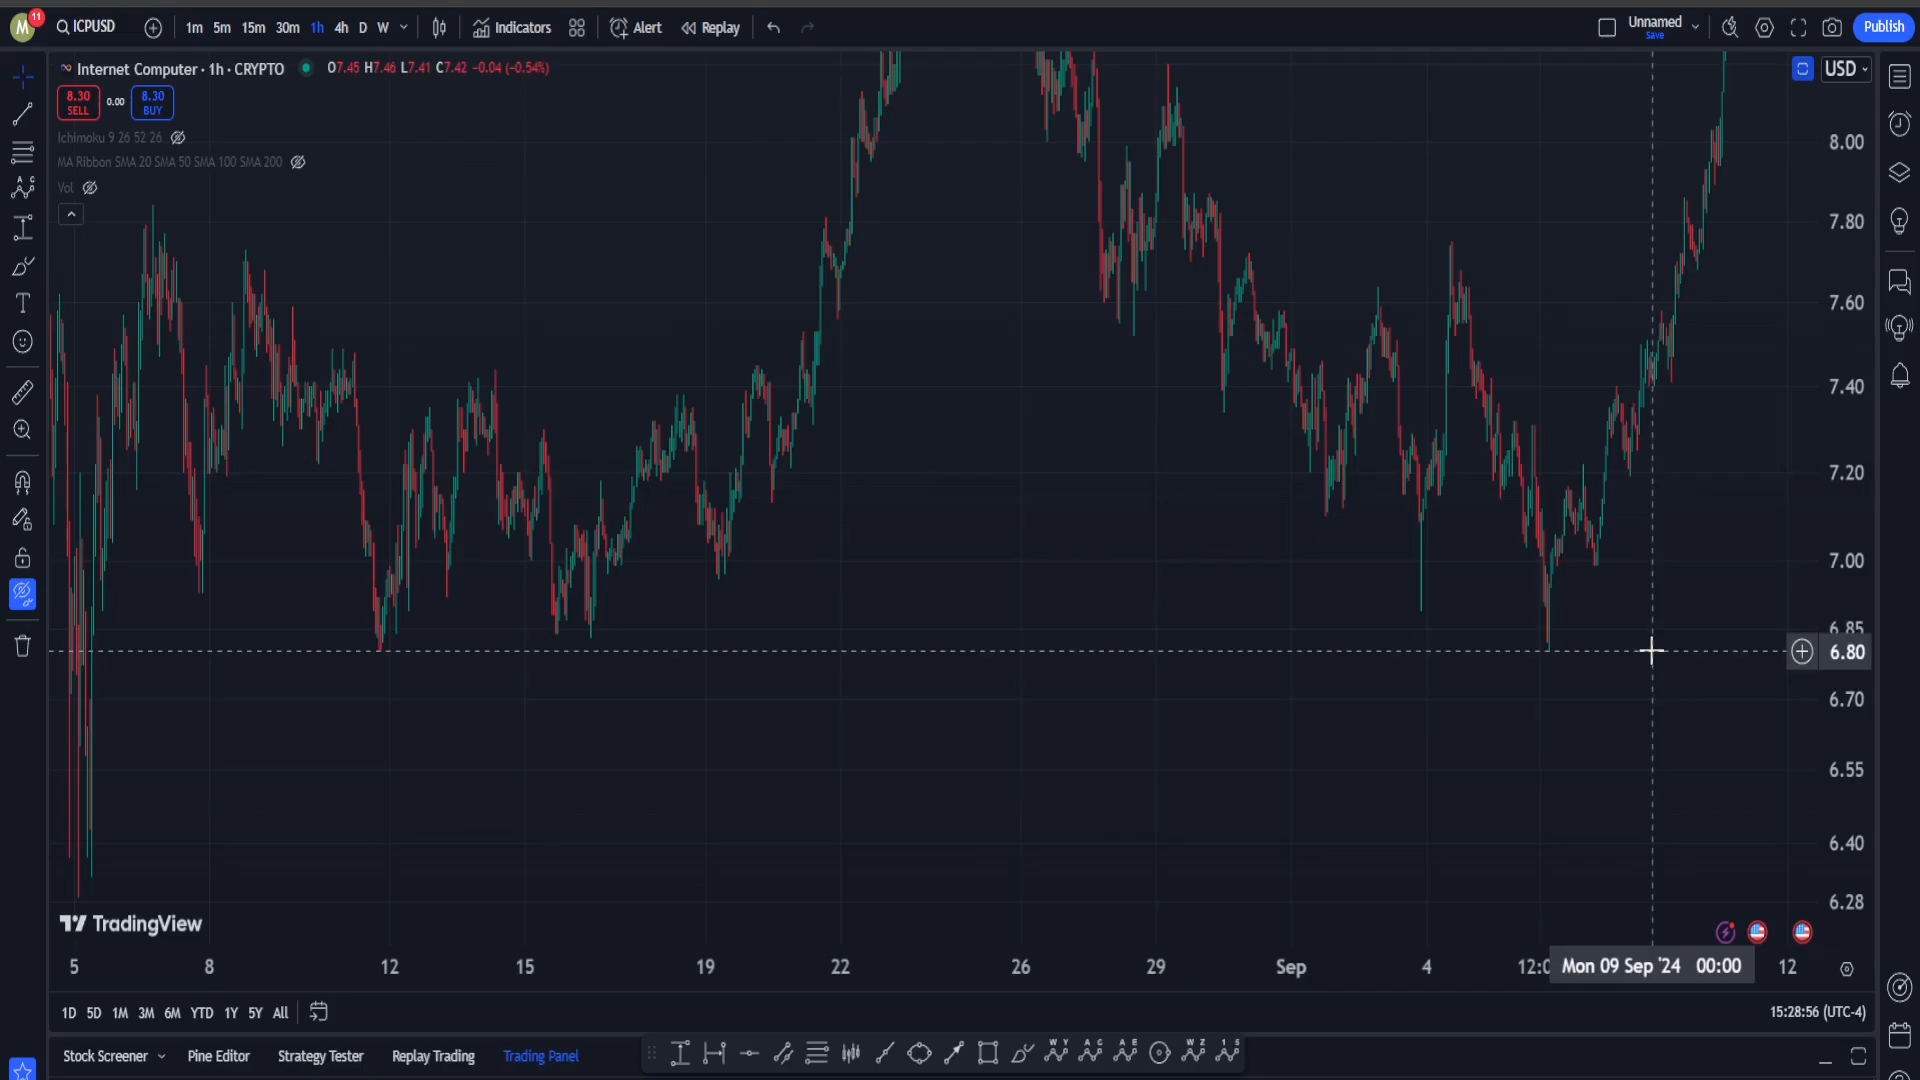 M 11 ICPUSD 1m 5m 15m 30m 1h 4h D W Indicators Alert Replay Unnamed Save Publish
Internet Computer · 1h · CRYPTO O7.45 H7.46 L7.41 C7.42 −0.04 (−0.54%) USD
8.30 SELL 0.00 8.30 BUY
Ichimoku 9 26 52 26
MA Ribbon SMA 20 SMA 50 SMA 100 SMA 200
Vol
8.00
7.80
7.60
7.40
7.20
7.00
6.85
6.80
6.70
6.55
6.40
6.28
TradingView
5 8 12 15 19 22 26 29 Sep 4 12:0 Mon 09 Sep '24 00:00 12
1D 5D 1M 3M 6M YTD 1Y 5Y All 15:28:56 (UTC-4)
Stock Screener Pine Editor Strategy Tester Replay Trading Trading Panel